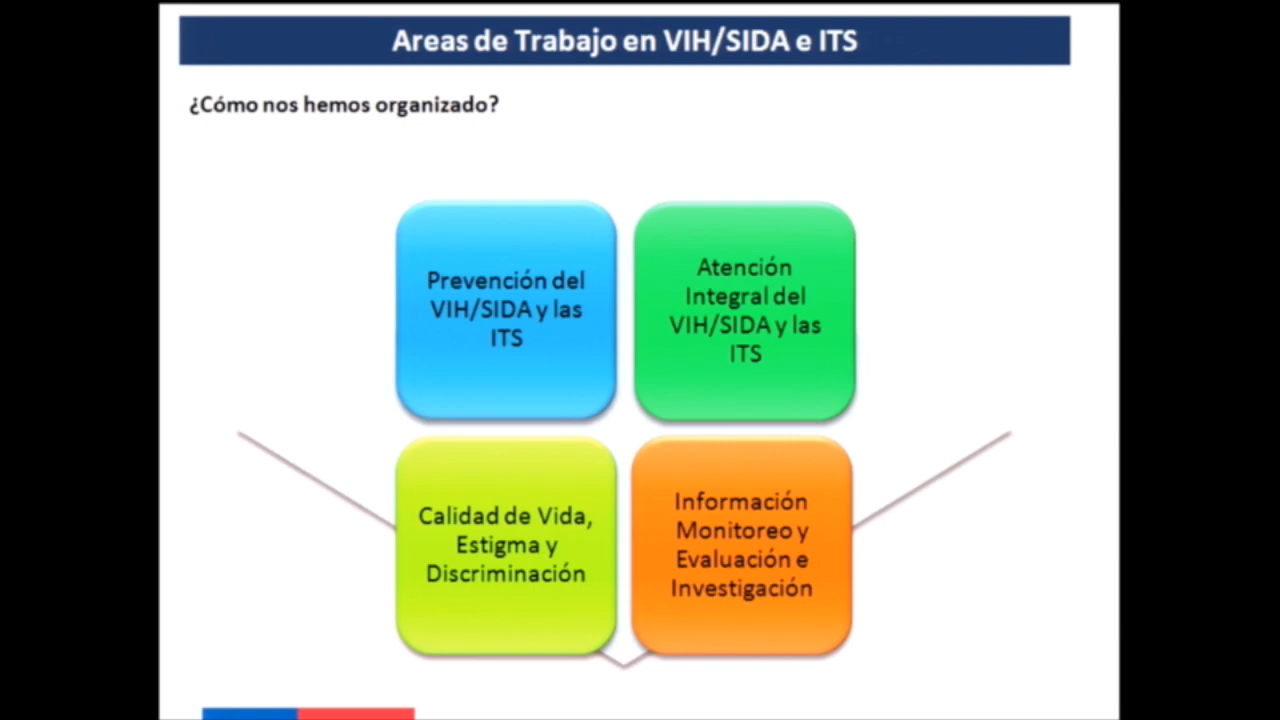 Areas de Trabajo en VIH/SIDA e ITS
¿Cómo nos hemos organizado?
Prevención del
VIH/SIDA y las
ITS
Atención
Integral del
VIH/SIDA y las
ITS
Calidad de Vida,
Estigma y
Discriminación
Información
Monitoreo y
Evaluación e
Investigación